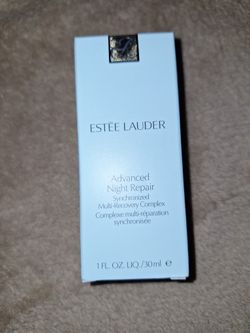 ESTĒE LAUDER
Advanced
Night Repair
Synchronized
Multi-Recovery Complex
Complexe multi-réparation
synchronisée
1 FL. OZ. LIQ./30ml ℮